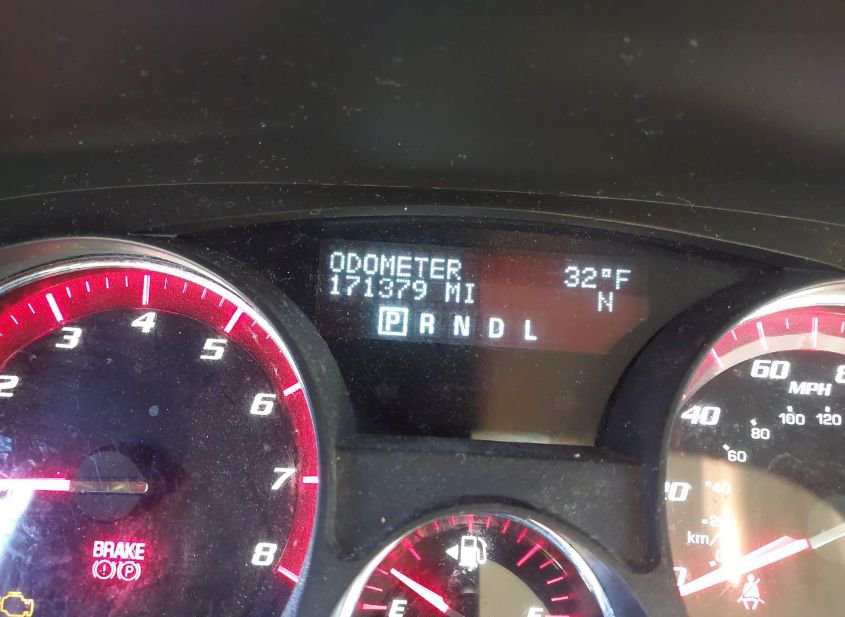 ODOMETER 32°F
171379 MI N
P R N D L
2 3 4 5 6 7 8
BRAKE
(!) (P)
E
40 60
MPH
60 80 100 120
40
km/